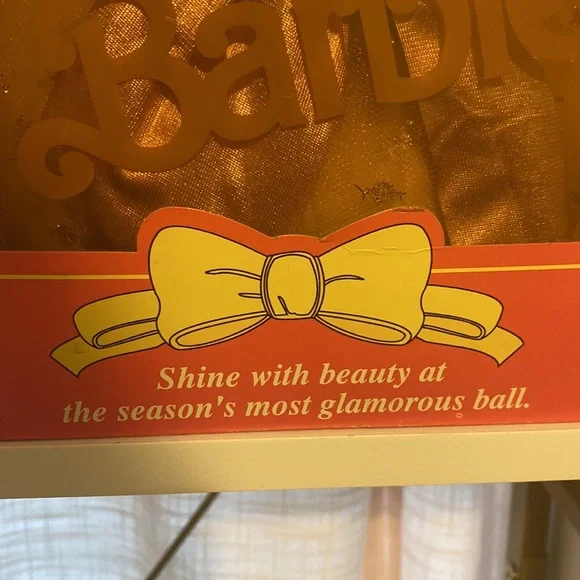 Barbie
Shine with beauty at
the season's most glamorous ball.